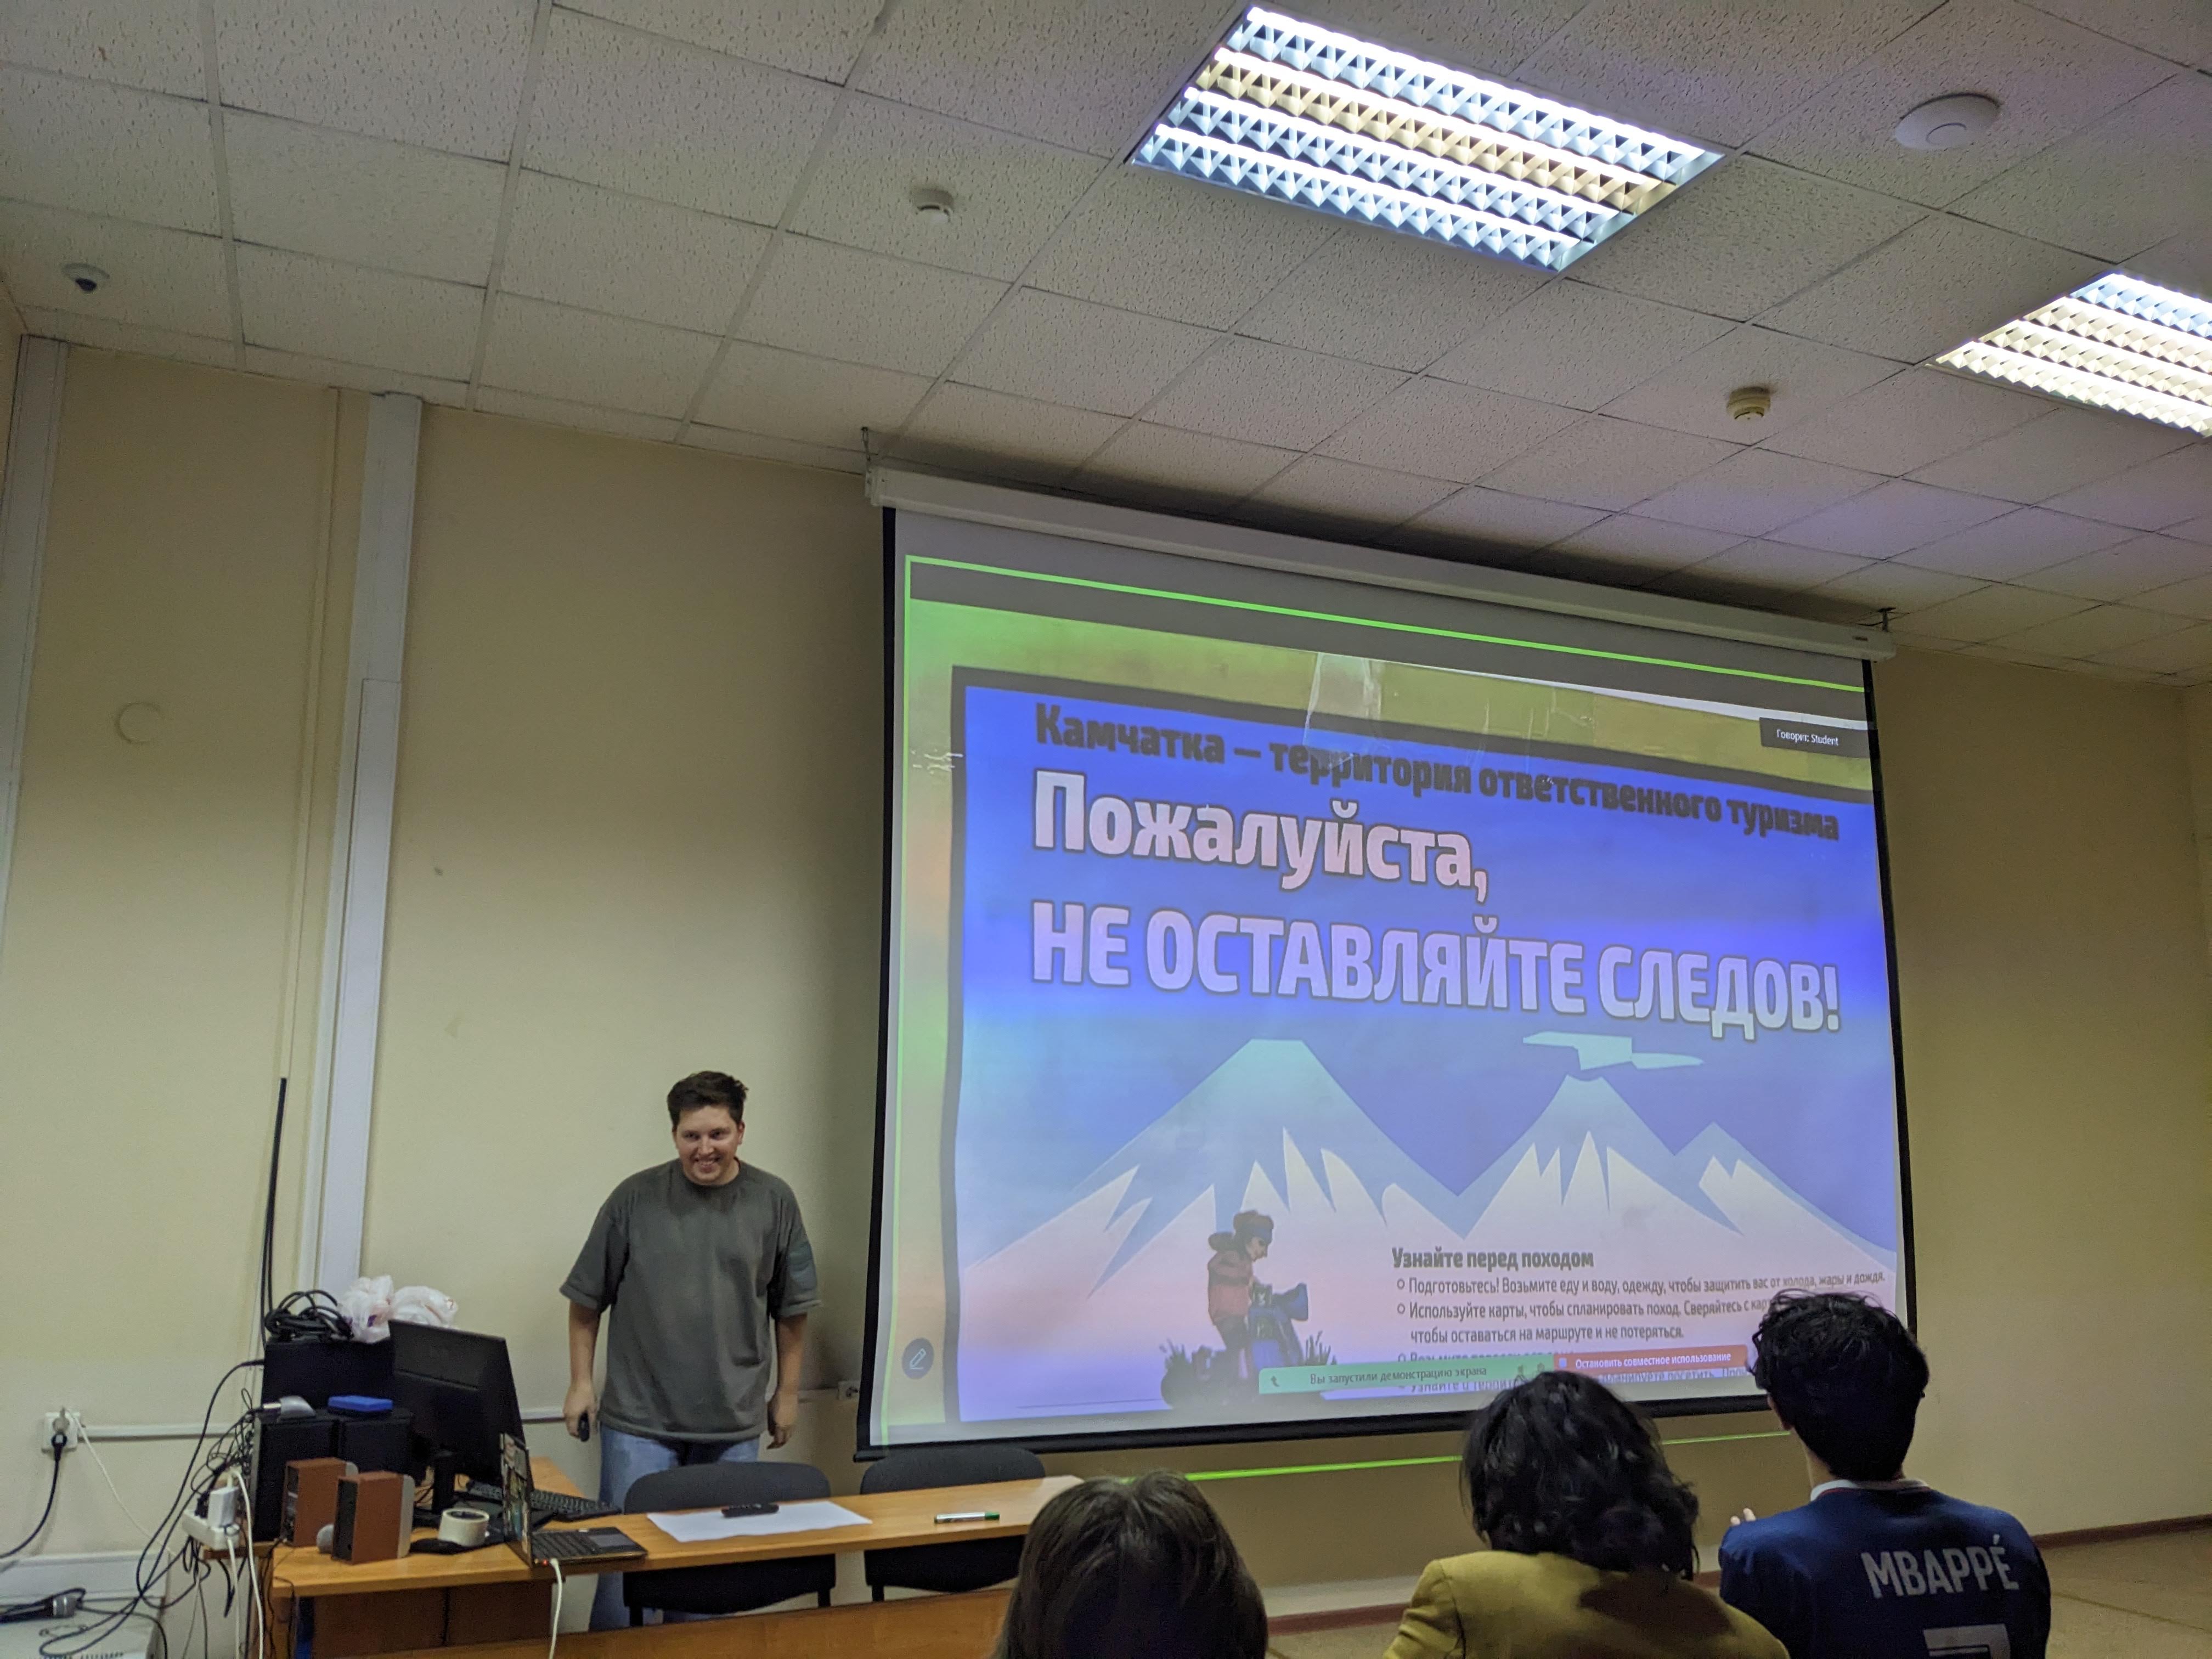 Говорит: Student
Камчатка — территория ответственного туризма
Пожалуйста,
НЕ ОСТАВЛЯЙТЕ СЛЕДОВ!
Узнайте перед походом
Подготовьтесь! Возьмите еду и воду, одежду, чтобы защитить вас от холода, жары и дождя.
Используйте карты, чтобы спланировать поход. Сверяйтесь с
чтобы оставаться на маршруте и не потеряться.
Вы запустили демонстрацию экрана
Остановить совместное использование
MBAPPÉ
7